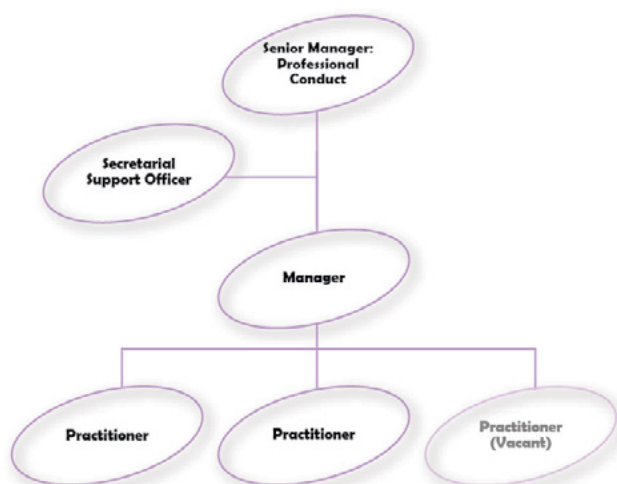 Senior Manager:
Professional
Conduct
Secretarial
Support Officer
Manager
Practitioner
Practitioner
Practitioner
(Vacant)